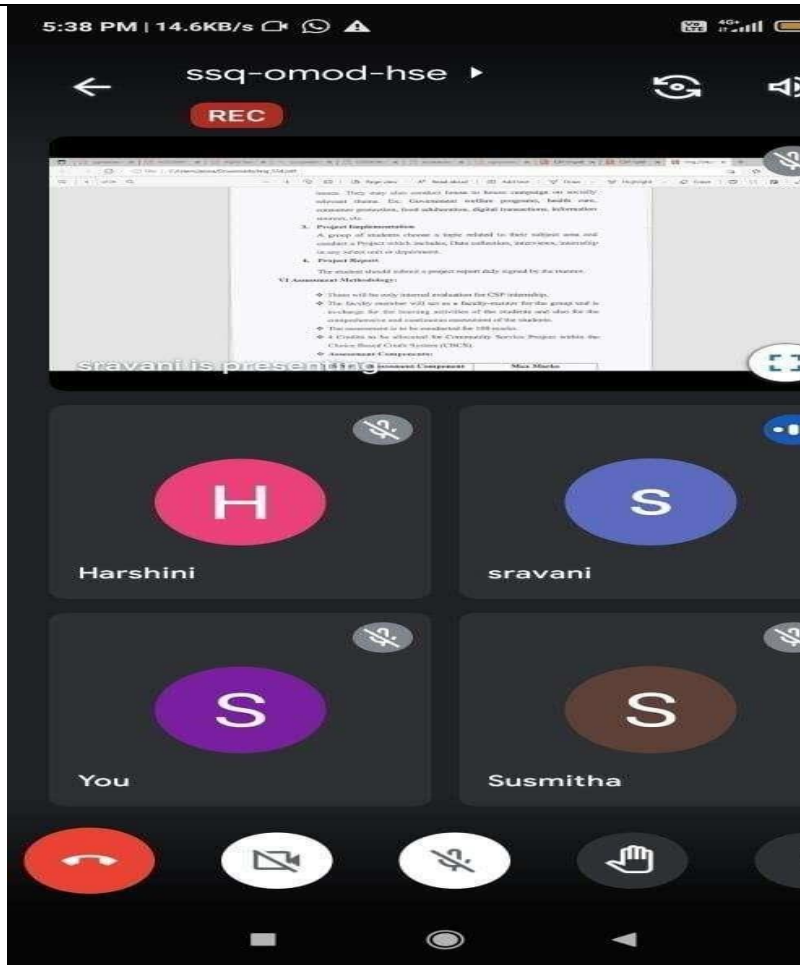 5:38 PM | 14.6KB/s
Vo LTE 4G+
ssq-omod-hse
REC
issues. They may also conduct house to house campaign on socially
relevant theme. Ex: Government welfare programs, health care,
consumer protection, food adulteration, digital transactions, information
sources, etc.
3. Project Implementation
A group of students choose a topic related to their subject area and
conduct a Project which includes, Data collection, interviews, internship
in any other unit or department.
4. Project Report
The student should submit a project report duly signed by the mentor.
VI Assessment Methodology:
There will be only internal evaluation for CSP internship.
The faculty member will act as a faculty-mentor for the group and is
in-charge for the learning activities of the students and also for the
comprehensive and continuous assessment of the students.
The assessment is to be conducted for 100 marks.
4 Credits to be allocated for Community Service Project within the
Choice Based Credit System (CBCS).
Assessment Components:
Assessment Component Max Marks
sravani is presenting
H
Harshini
S
sravani
S
You
S
Susmitha